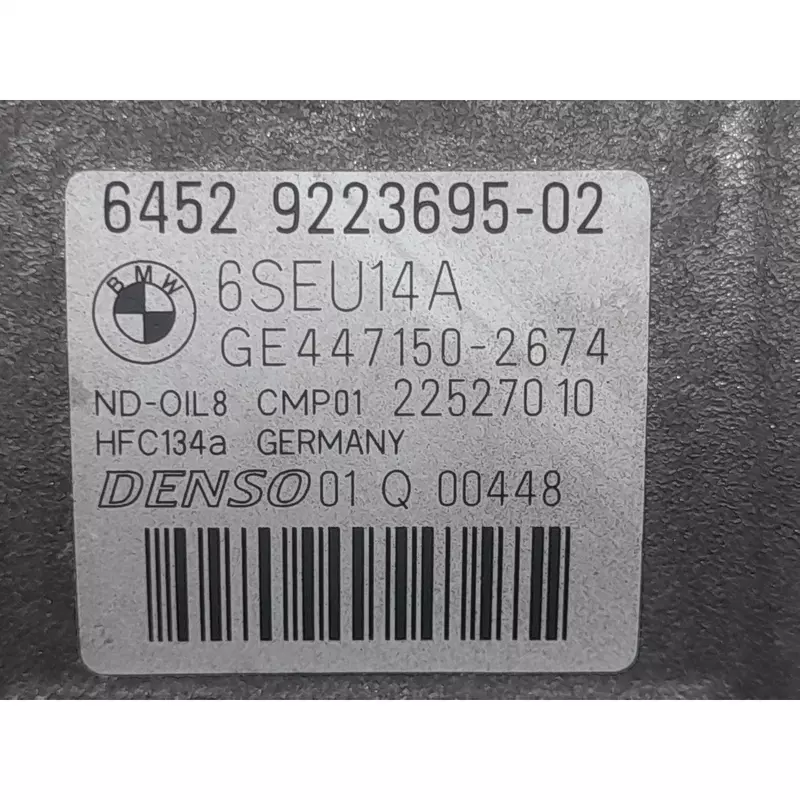 6452 9223695-02
BMW
6SEU14A
GE447150-2674
ND-OIL8 CMP01 22527010
HFC134a GERMANY
DENSO 01 Q 00448